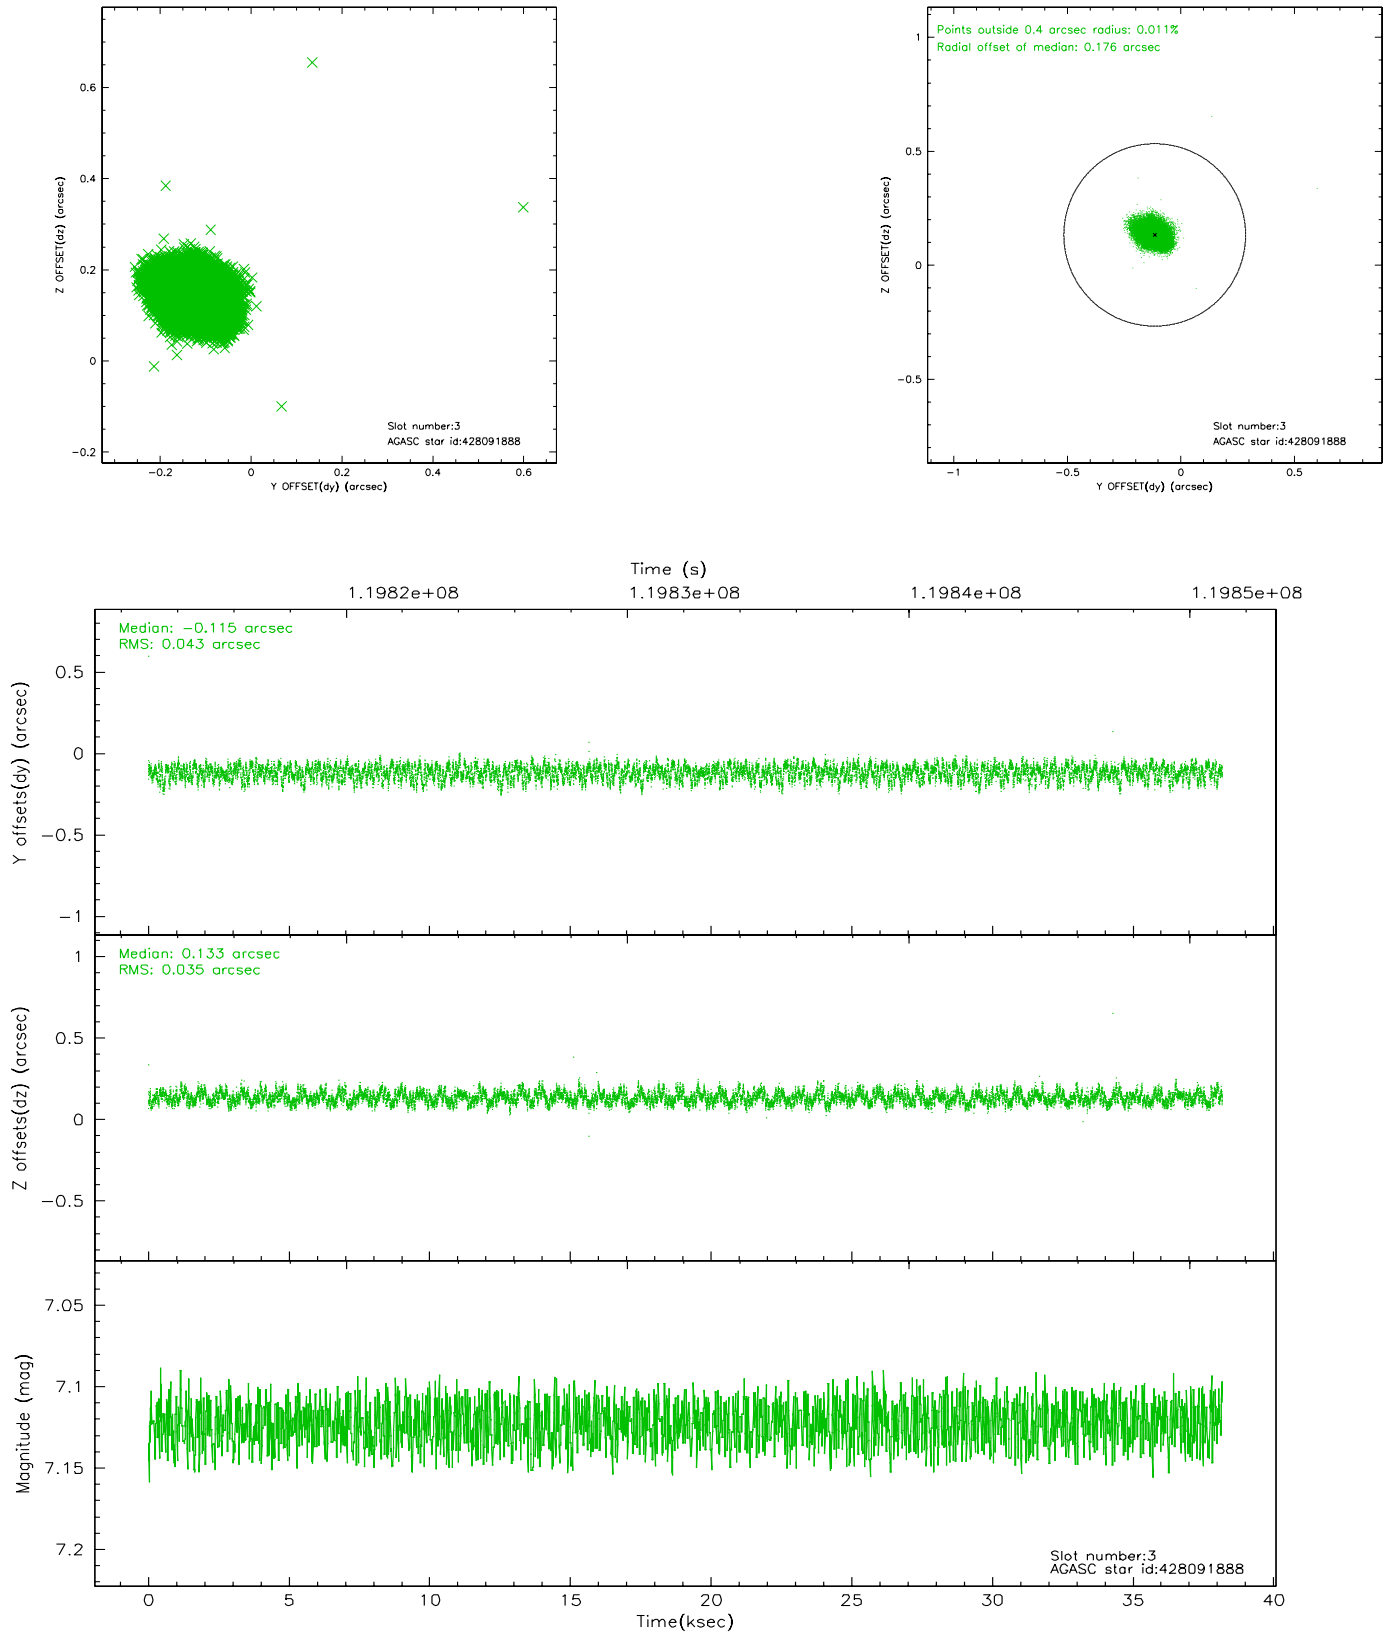 0.6
0.4
0.2
0
−0.2
Z OFFSET(dz) (arcsec)
Slot number:3
AGASC star id:428091888
−0.2 0 0.2 0.4 0.6
Y OFFSET(dy) (arcsec)
Points outside 0.4 arcsec radius: 0.011%
Radial offset of median: 0.176 arcsec
1
0.5
0
−0.5
Z OFFSET(dz) (arcsec)
Slot number:3
AGASC star id:428091888
−1 −0.5 0 0.5
Y OFFSET(dy) (arcsec)
Time (s)
1.1982e+08 1.1983e+08 1.1984e+08 1.1985e+08
Median: −0.115 arcsec
RMS: 0.043 arcsec
0.5
0
−0.5
−1
Y offsets(dy) (arcsec)
Median: 0.133 arcsec
RMS: 0.035 arcsec
1
0.5
0
−0.5
Z offsets(dz) (arcsec)
7.05
7.1
7.15
7.2
Magnitude (mag)
Slot number:3
AGASC star id:428091888
0 5 10 15 20 25 30 35 40
Time(ksec)